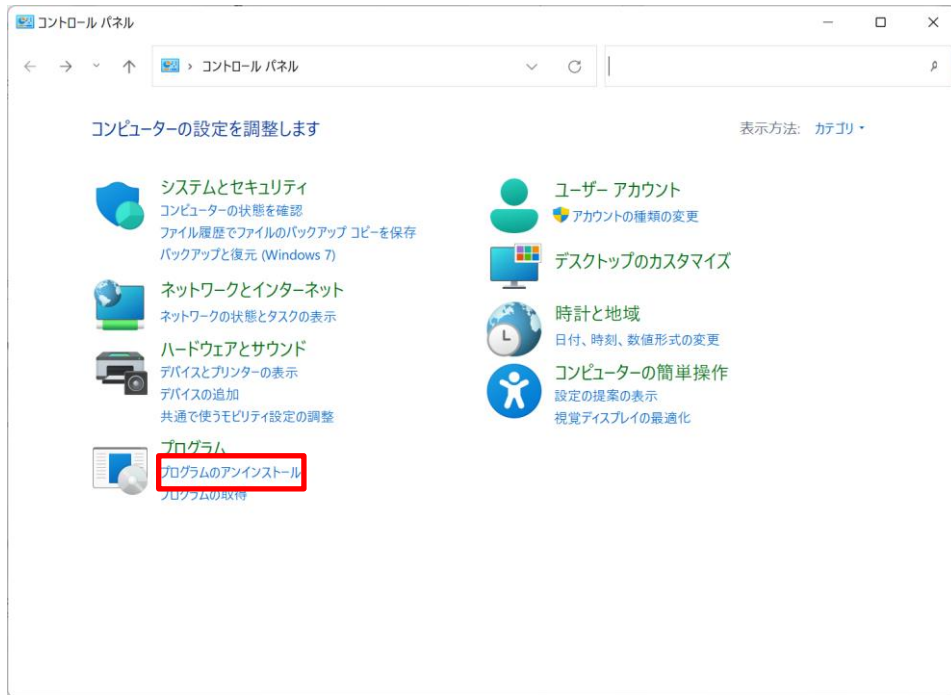 コントロール パネル
コントロール パネル
コンピューターの設定を調整します
表示方法: カテゴリ
システムとセキュリティ
コンピューターの状態を確認
ファイル履歴でファイルのバックアップ コピーを保存
バックアップと復元 (Windows 7)
ネットワークとインターネット
ネットワークの状態とタスクの表示
ハードウェアとサウンド
デバイスとプリンターの表示
デバイスの追加
共通で使うモビリティ設定の調整
プログラム
プログラムのアンインストール
プログラムの取得
ユーザー アカウント
アカウントの種類の変更
デスクトップのカスタマイズ
時計と地域
日付、時刻、数値形式の変更
コンピューターの簡単操作
設定の提案の表示
視覚ディスプレイの最適化